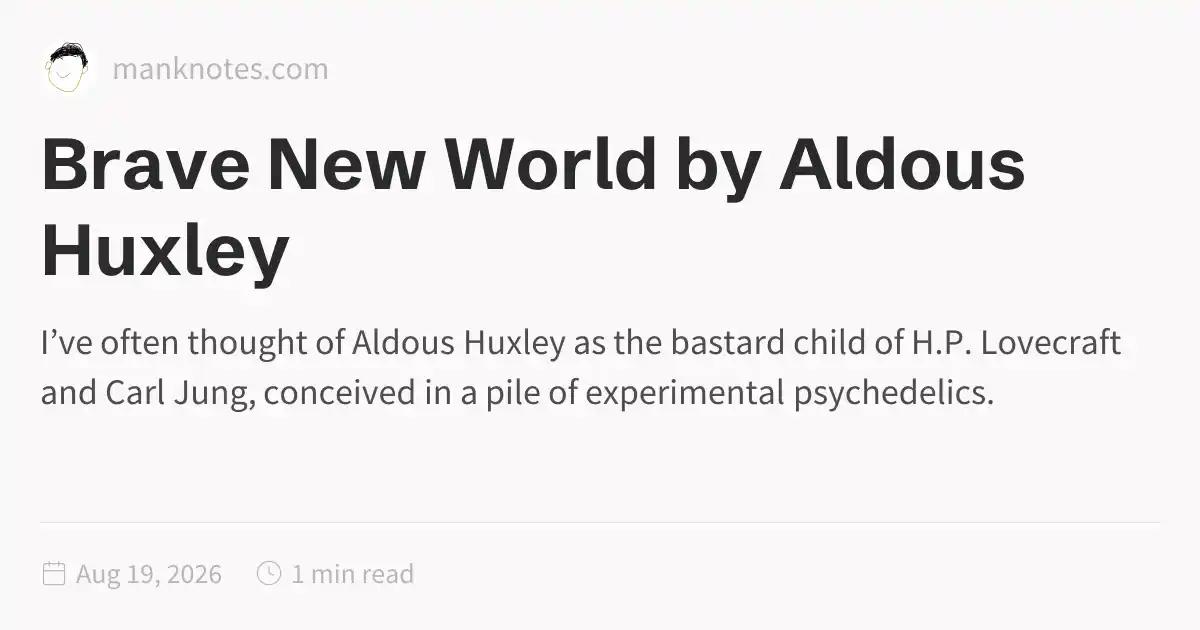 manknotes.com
Brave New World by Aldous
Huxley
I’ve often thought of Aldous Huxley as the bastard child of H.P. Lovecraft
and Carl Jung, conceived in a pile of experimental psychedelics.
Aug 19, 2026 1 min read